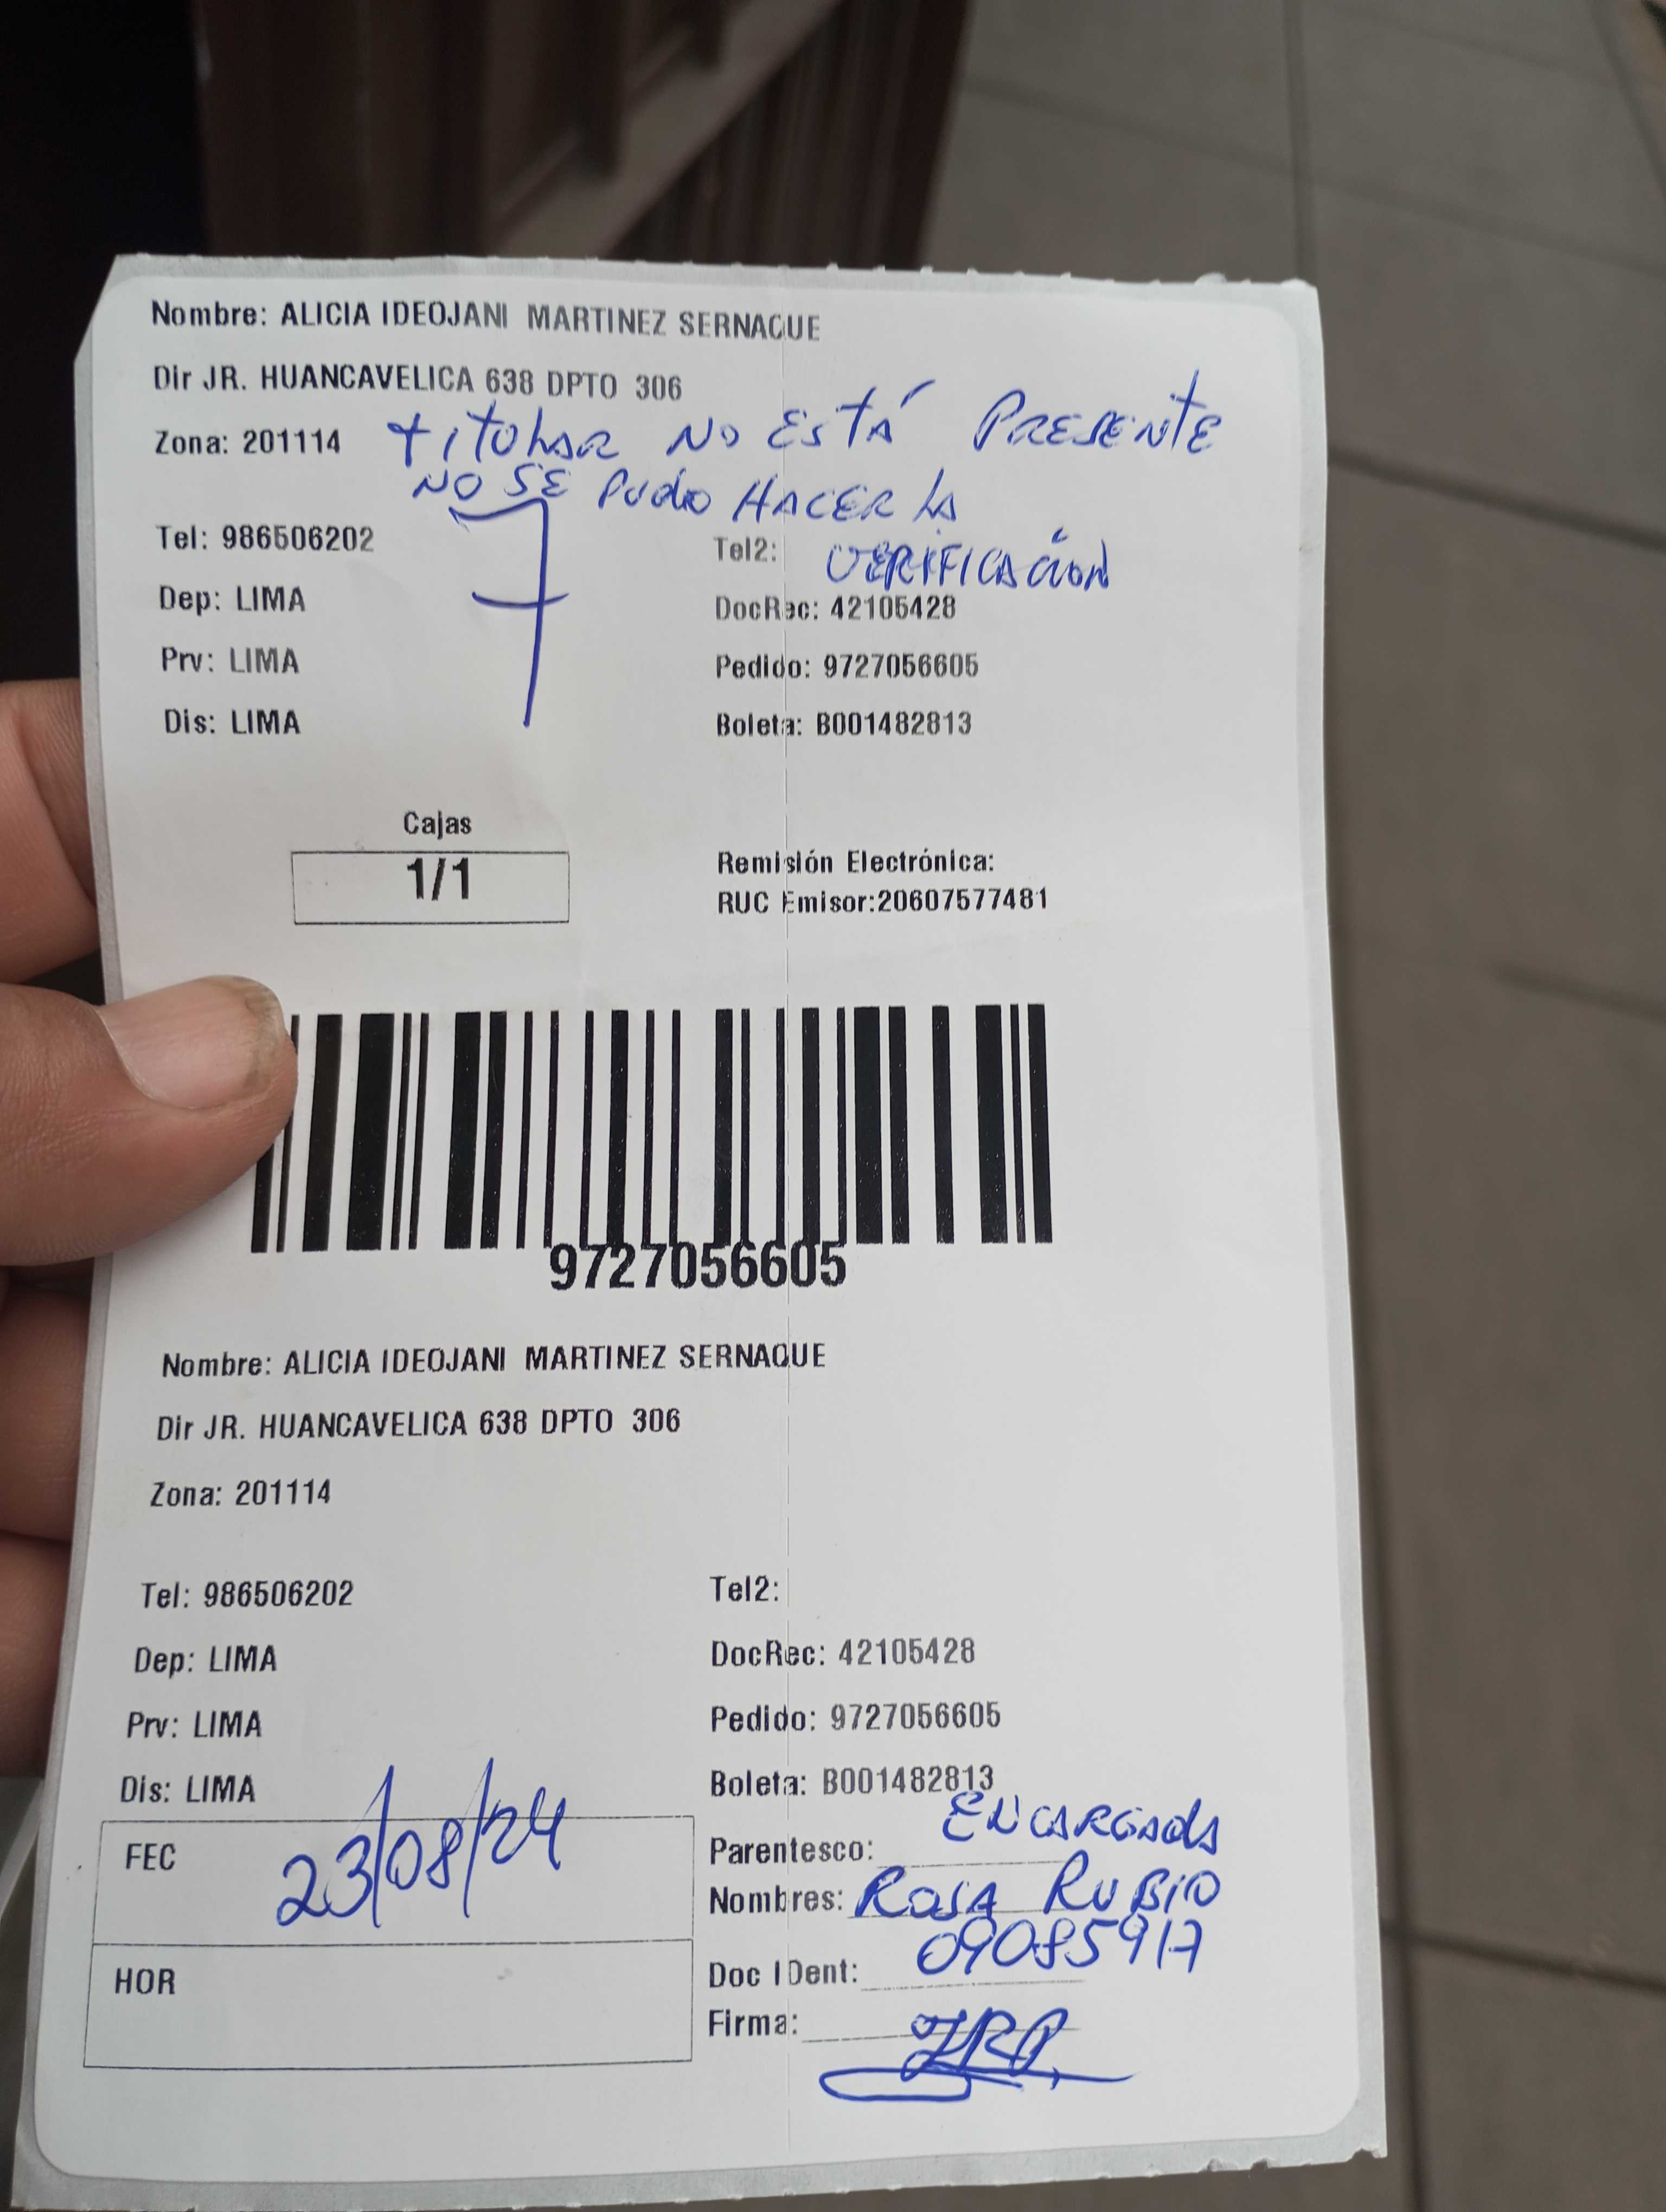 Nombre: ALICIA IDEOJANI MARTINEZ SERNAQUE
Dir JR. HUANCAVELICA 638 DPTO 306
Zona: 201114
titular NO ESTÁ PRESENTE
NO SE PUdo HACER LA
VERIFICACIóN
7
Tel: 986506202
Tel2:
Dep: LIMA
DocRec: 42105428
Prv: LIMA
Pedido: 9727056605
Dis: LIMA
Boleta: B001482813
Cajas
1/1
Remisión Electrónica:
RUC Emisor:20607577481
9727056605
Nombre: ALICIA IDEOJANI MARTINEZ SERNAQUE
Dir JR. HUANCAVELICA 638 DPTO 306
Zona: 201114
Tel: 986506202
Tel2:
Dep: LIMA
DocRec: 42105428
Prv: LIMA
Pedido: 9727056605
Dis: LIMA
Boleta: B001482813
FEC 23/08/24
HOR
Parentesco: ENCARGAdA
Nombres: ROSA RUBIO
Doc IDent: 09085917
Firma: